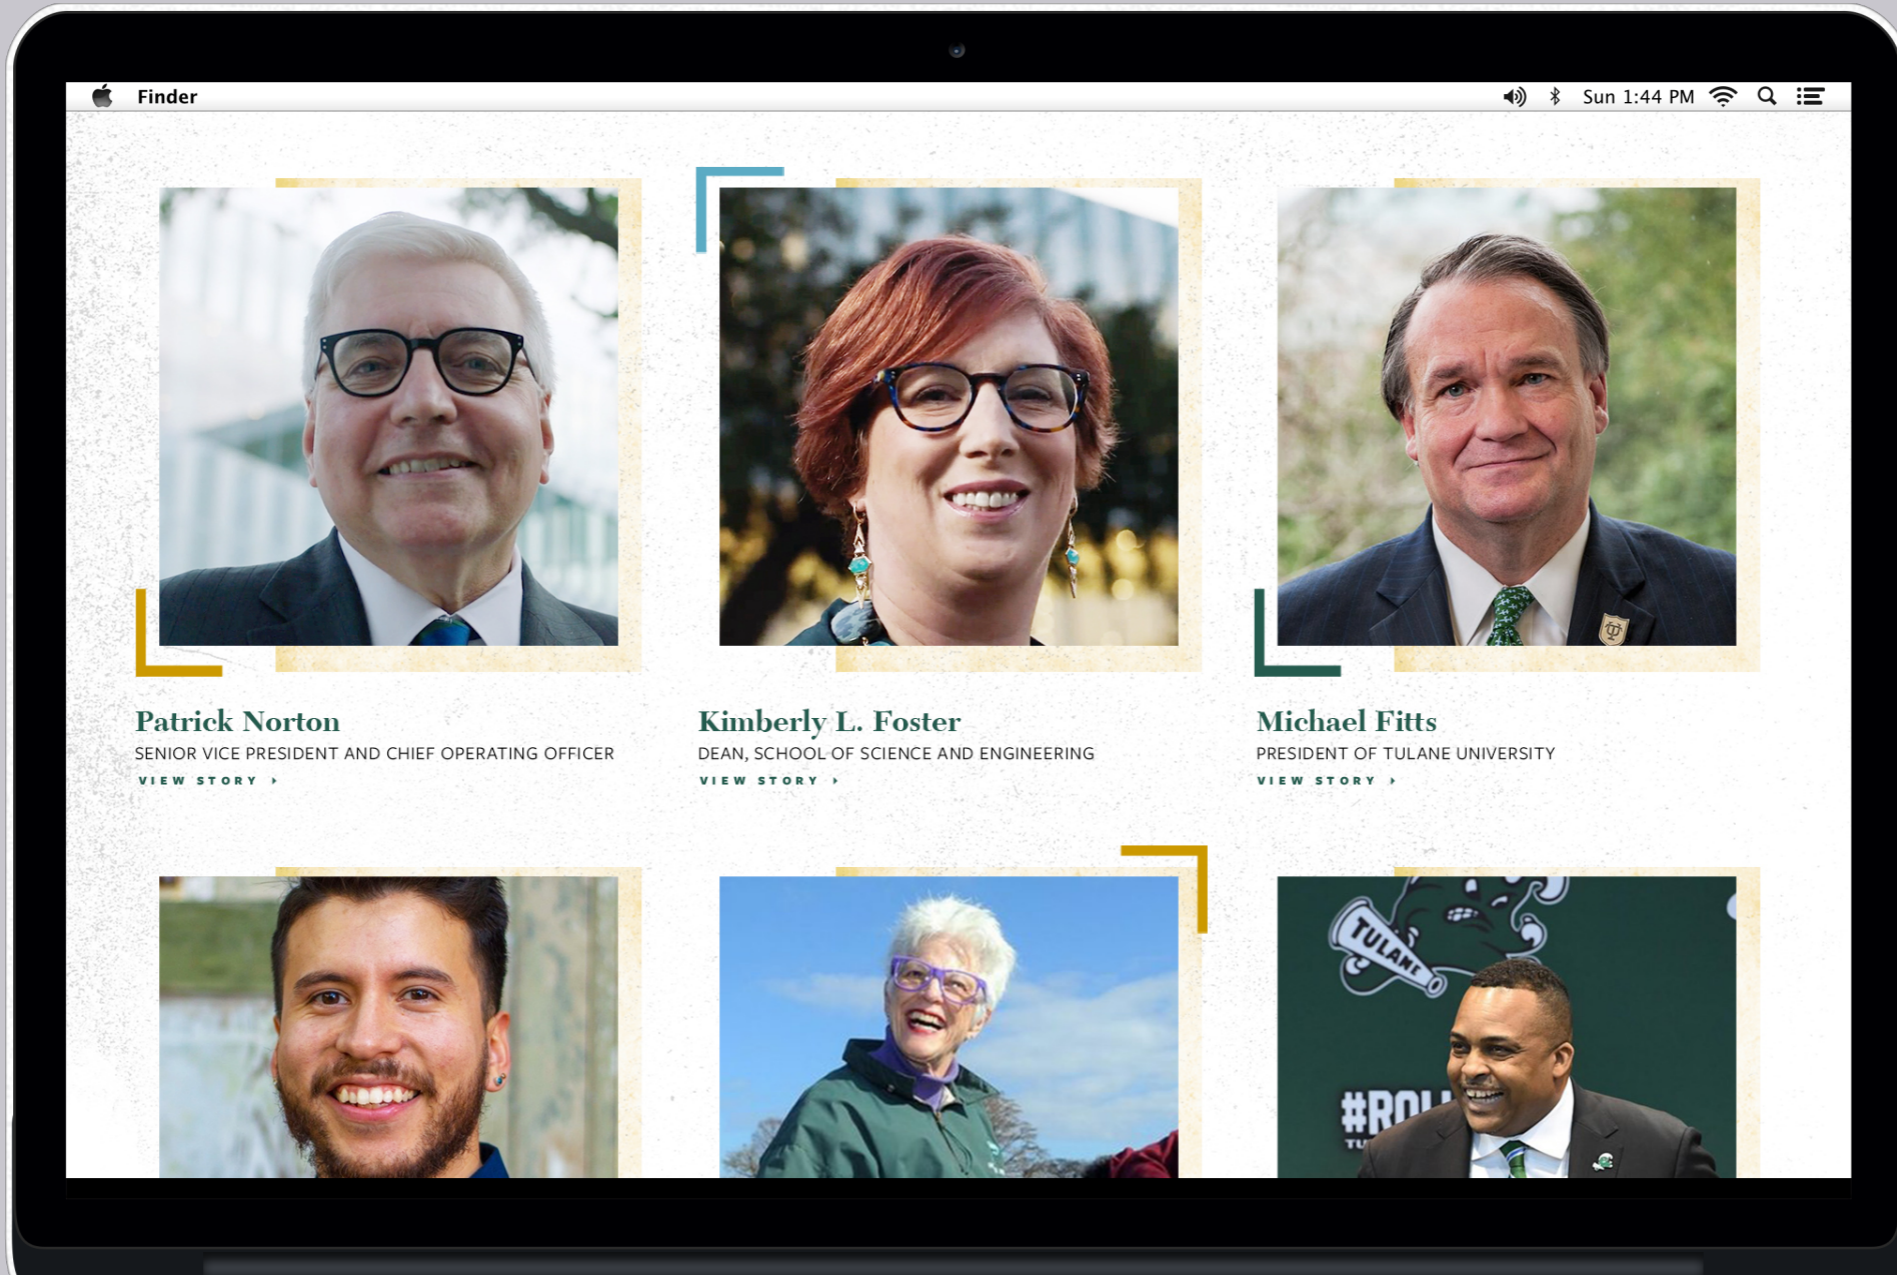 Finder
Sun 1:44 PM
Patrick Norton
SENIOR VICE PRESIDENT AND CHIEF OPERATING OFFICER
VIEW STORY
Kimberly L. Foster
DEAN, SCHOOL OF SCIENCE AND ENGINEERING
VIEW STORY
Michael Fitts
PRESIDENT OF TULANE UNIVERSITY
VIEW STORY
TULANE